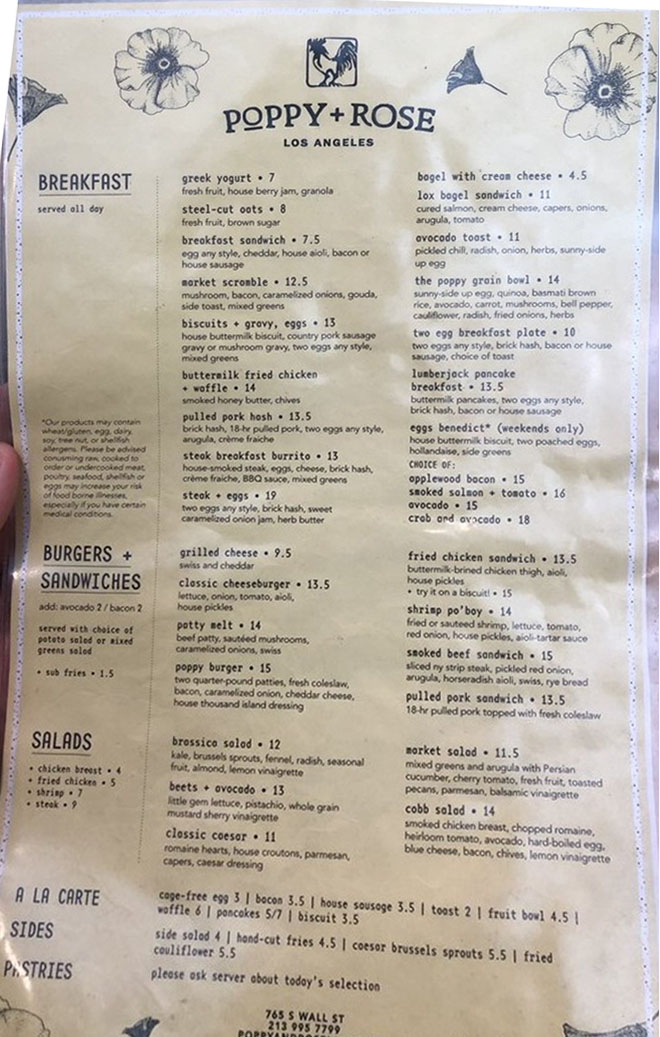 POPPY + ROSE
LOS ANGELES
BREAKFAST
served all day
greek yogurt • 7
fresh fruit, house berry jam, granola
steel-cut oats • 8
fresh fruit, brown sugar
breakfast sandwich • 7.5
egg any style, cheddar, house aioli, bacon or
house sausage
market scramble • 12.5
mushroom, bacon, caramelized onions, gouda,
side toast, mixed greens
biscuits + gravy, eggs • 13
house buttermilk biscuit, country pork sausage
gravy or mushroom gravy, two eggs any style,
mixed greens
buttermilk fried chicken
+ waffle • 14
smoked honey butter, chives
pulled pork hash • 13.5
brick hash, 18-hr pulled pork, two eggs any style,
arugula, crème fraiche
steak breakfast burrito • 13
house-smoked steak, eggs, cheese, brick hash,
crème fraiche, BBQ sauce, mixed greens
steak + eggs • 19
two eggs any style, brick hash, sweet
caramelized onion jam, herb butter
bagel with cream cheese • 4.5
lox bagel sandwich • 11
cured salmon, cream cheese, capers, onions,
arugula, tomato
avocado toast • 11
pickled chili, radish, onion, herbs, sunny-side
up egg
the poppy grain bowl • 14
sunny-side up egg, quinoa, basmati brown
rice, avocado, carrot, mushrooms, bell pepper,
cauliflower, radish, fried onions, herbs
two egg breakfast plate • 10
two eggs any style, brick hash, bacon or house
sausage, choice of toast
lumberjack pancake
breakfast • 13.5
buttermilk pancakes, two eggs any style,
brick hash, bacon or house sausage
eggs benedict* (weekends only)
house buttermilk biscuit, two poached eggs,
hollandaise, side greens
CHOICE OF:
applewood bacon • 15
smoked salmon + tomato • 16
avocado • 15
crab and avocado • 18
*Our products may contain
wheat/gluten, egg, dairy,
soy, tree nut, or shellfish
allergens. Please be advised
conusming raw, cooked to
order or undercooked meat,
poultry, seafood, shellfish or
eggs may increase your risk
of food borne illnesses,
especially if you have certain
medical conditions.
BURGERS +
SANDWICHES
add: avocado 2 / bacon 2
served with choice of
potato salad or mixed
greens salad
• sub fries • 1.5
grilled cheese • 9.5
swiss and cheddar
classic cheeseburger • 13.5
lettuce, onion, tomato, aioli,
house pickles
patty melt • 14
beef patty, sautéed mushrooms,
caramelized onions, swiss
poppy burger • 15
two quarter-pound patties, fresh coleslaw,
bacon, caramelized onion, cheddar cheese,
house thousand island dressing
fried chicken sandwich • 13.5
buttermilk-brined chicken thigh, aioli,
house pickles
• try it on a biscuit! • 15
shrimp po'boy • 14
fried or sauteed shrimp, lettuce, tomato,
red onion, house pickles, aioli-tartar sauce
smoked beef sandwich • 15
sliced ny strip steak, pickled red onion,
arugula, horseradish aioli, swiss, rye bread
pulled pork sandwich • 13.5
18-hr pulled pork topped with fresh coleslaw
SALADS
• chicken breast • 4
• fried chicken • 5
• shrimp • 7
• steak • 9
brassica salad • 12
kale, brussels sprouts, fennel, radish, seasonal
fruit, almond, lemon vinaigrette
beets + avocado • 13
little gem lettuce, pistachio, whole grain
mustard sherry vinaigrette
classic caesar • 11
romaine hearts, house croutons, parmesan,
capers, caesar dressing
market salad • 11.5
mixed greens and arugula with Persian
cucumber, cherry tomato, fresh fruit, toasted
pecans, parmesan, balsamic vinaigrette
cobb salad • 14
smoked chicken breast, chopped romaine,
heirloom tomato, avocado, hard-boiled egg,
blue cheese, bacon, chives, lemon vinaigrette
A LA CARTE
cage-free egg 3 | bacon 3.5 | house sausage 3.5 | toast 2 | fruit bowl 4.5 |
waffle 6 | pancakes 5/7 | biscuit 3.5
SIDES
side salad 4 | hand-cut fries 4.5 | caesar brussels sprouts 5.5 | fried
cauliflower 5.5
PASTRIES
please ask server about today's selection
765 S WALL ST
213 995 7799